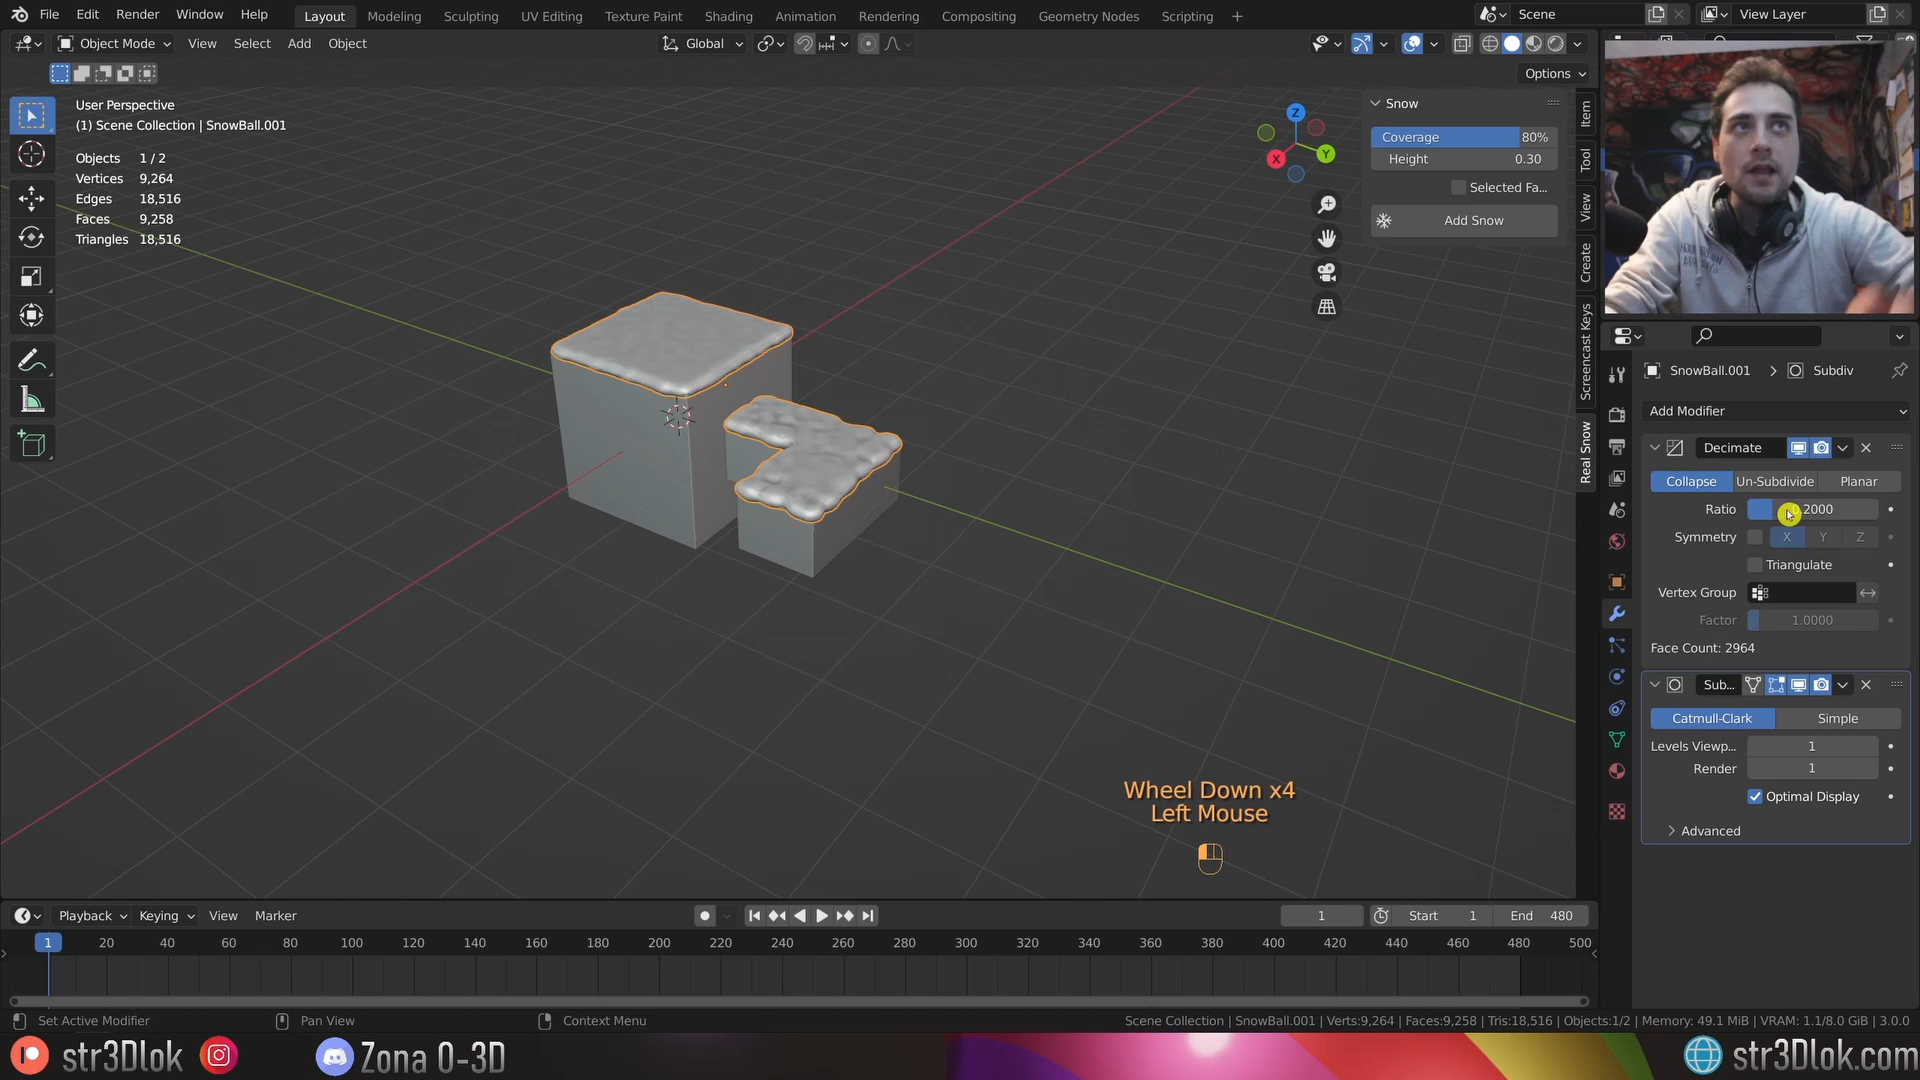 File Edit Render Window Help Layout Modeling Sculpting UV Editing Texture Paint Shading Animation Rendering Compositing Geometry Nodes Scripting + Scene View Layer
Object Mode View Select Add Object Global
Options
User Perspective
(1) Scene Collection | SnowBall.001
Objects 1 / 2
Vertices 9,264
Edges 18,516
Faces 9,258
Triangles 18,516
Z
Y
X
Snow
Coverage 80%
Height 0.30
Selected Fa...
Add Snow
Item
Tool
View
Create
Screencast Keys
Real Snow
SnowBall.001 > Subdiv
Add Modifier
Decimate
Collapse Un-Subdivide Planar
Ratio 0.2000
Symmetry X Y Z
Triangulate
Vertex Group
Factor 1.0000
Face Count: 2964
Sub...
Catmull-Clark Simple
Levels Viewp... 1
Render 1
Optimal Display
Advanced
Wheel Down x4
Left Mouse
Playback Keying View Marker 1 Start 1 End 480
1 20 40 60 80 100 120 140 160 180 200 220 240 260 280 300 320 340 360 380 400 420 440 460 480 500
Set Active Modifier Pan View Context Menu Scene Collection | SnowBall.001 | Verts:9,264 | Faces:9,258 | Tris:18,516 | Objects:1/2 | Memory: 49.1 MiB | VRAM: 1.1/8.0 GiB | 3.0.0
str3Dlok Zona 0-3D str3Dlok.com